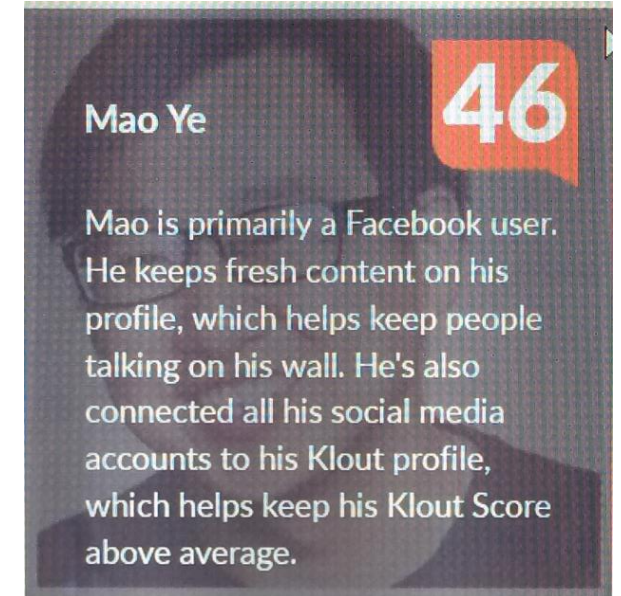 46
Mao Ye
Mao is primarily a Facebook user.
He keeps fresh content on his
profile, which helps keep people
talking on his wall. He's also
connected all his social media
accounts to his Klout profile,
which helps keep his Klout Score
above average.